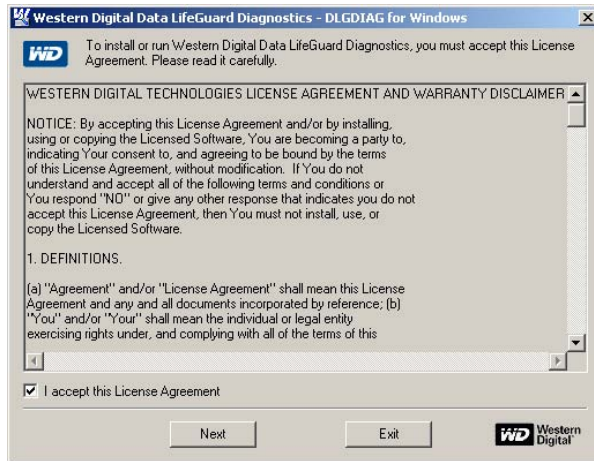 Western Digital Data LifeGuard Diagnostics - DLGDIAG for Windows
WD
To install or run Western Digital Data LifeGuard Diagnostics, you must accept this License
Agreement. Please read it carefully.
WESTERN DIGITAL TECHNOLOGIES LICENSE AGREEMENT AND WARRANTY DISCLAIMER
NOTICE: By accepting this License Agreement and/or by installing,
using or copying the Licensed Software, You are becoming a party to,
indicating Your consent to, and agreeing to be bound by the terms
of this License Agreement, without modification. If You do not
understand and accept all of the following terms and conditions or
You respond "NO" or give any other response that indicates you do not
accept this License Agreement, then You must not install, use, or
copy the Licensed Software.
1. DEFINITIONS.
(a) "Agreement" and/or "License Agreement" shall mean this License
Agreement and any and all documents incorporated by reference; (b)
"You" and/or "Your" shall mean the individual or legal entity
exercising rights under, and complying with all of the terms of this
I accept this License Agreement
Next
Exit
WD Western
Digital